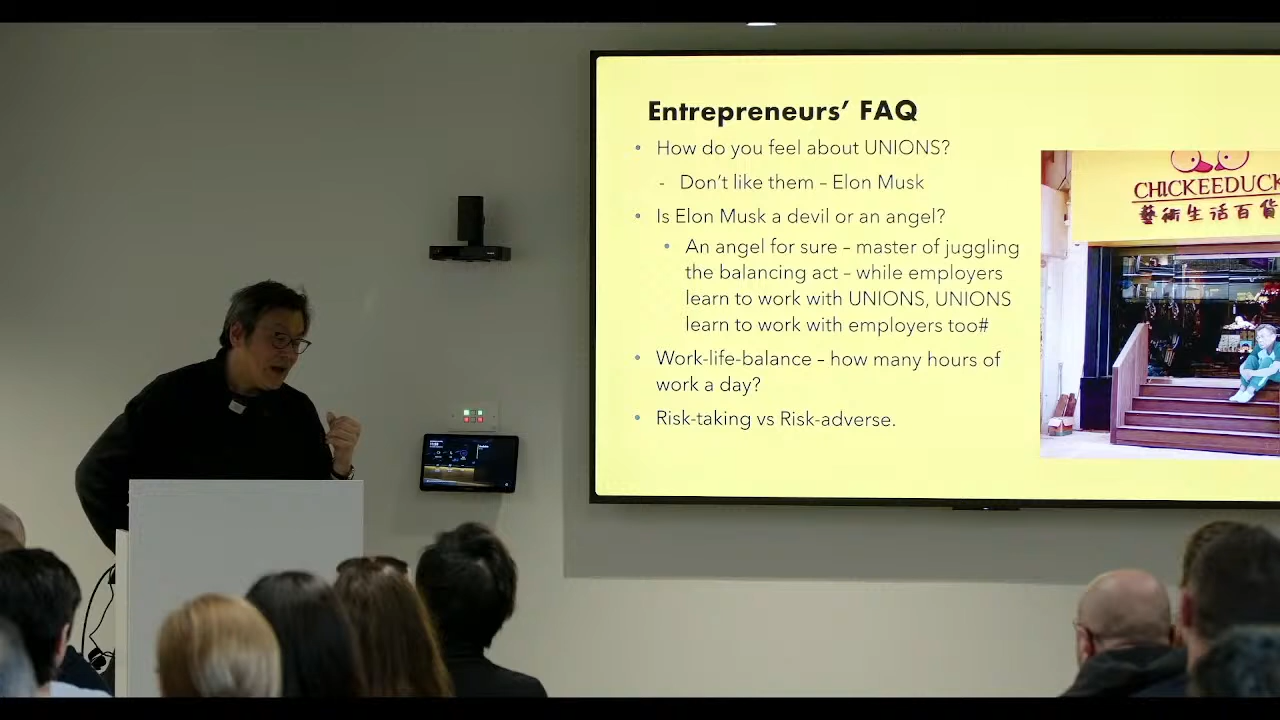 Entrepreneurs’ FAQ
• How do you feel about UNIONS?
- Don’t like them – Elon Musk
• Is Elon Musk a devil or an angel?
• An angel for sure – master of juggling
the balancing act – while employers
learn to work with UNIONS, UNIONS
learn to work with employers too#
• Work-life-balance – how many hours of
work a day?
• Risk-taking vs Risk-adverse.
CHICKEEDUCK
藝術生活百貨